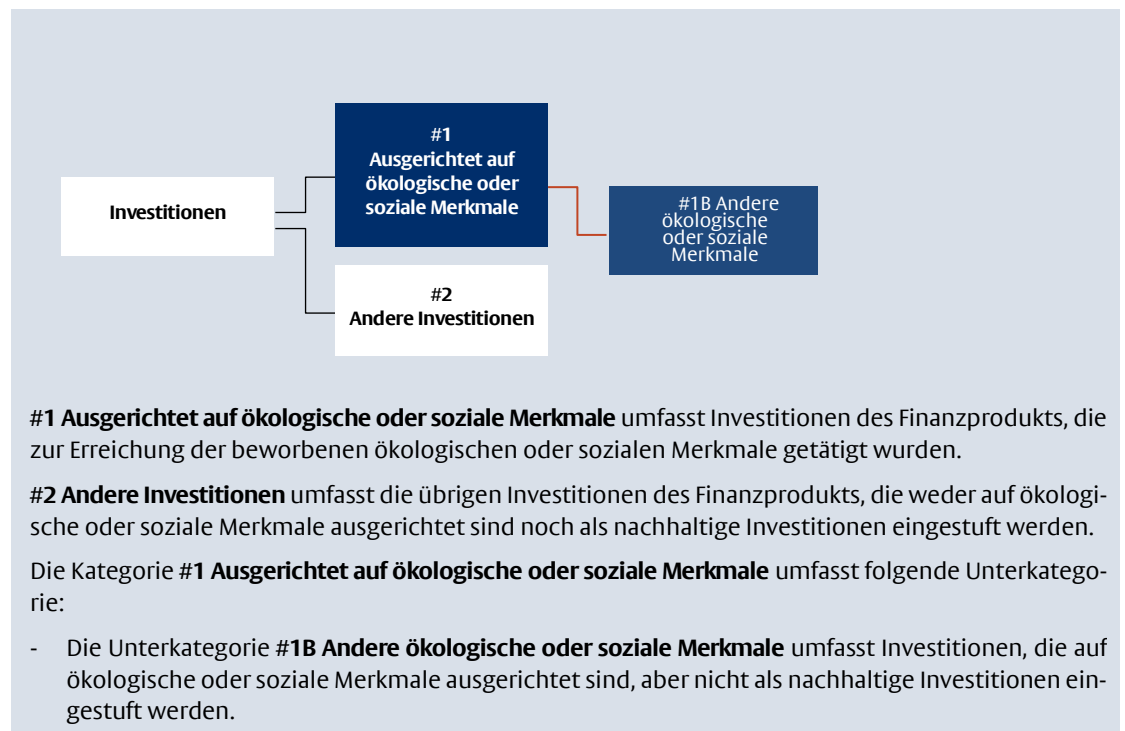 #1
Ausgerichtet auf
ökologische oder
soziale Merkmale
Investitionen
#1B Andere
ökologische
oder soziale
Merkmale
#2
Andere Investitionen
#1 Ausgerichtet auf ökologische oder soziale Merkmale umfasst Investitionen des Finanzprodukts, die
zur Erreichung der beworbenen ökologischen oder sozialen Merkmale getätigt wurden.
#2 Andere Investitionen umfasst die übrigen Investitionen des Finanzprodukts, die weder auf ökologi-
sche oder soziale Merkmale ausgerichtet sind noch als nachhaltige Investitionen eingestuft werden.
Die Kategorie #1 Ausgerichtet auf ökologische oder soziale Merkmale umfasst folgende Unterkatego-
rie:
- Die Unterkategorie #1B Andere ökologische oder soziale Merkmale umfasst Investitionen, die auf
ökologische oder soziale Merkmale ausgerichtet sind, aber nicht als nachhaltige Investitionen ein-
gestuft werden.